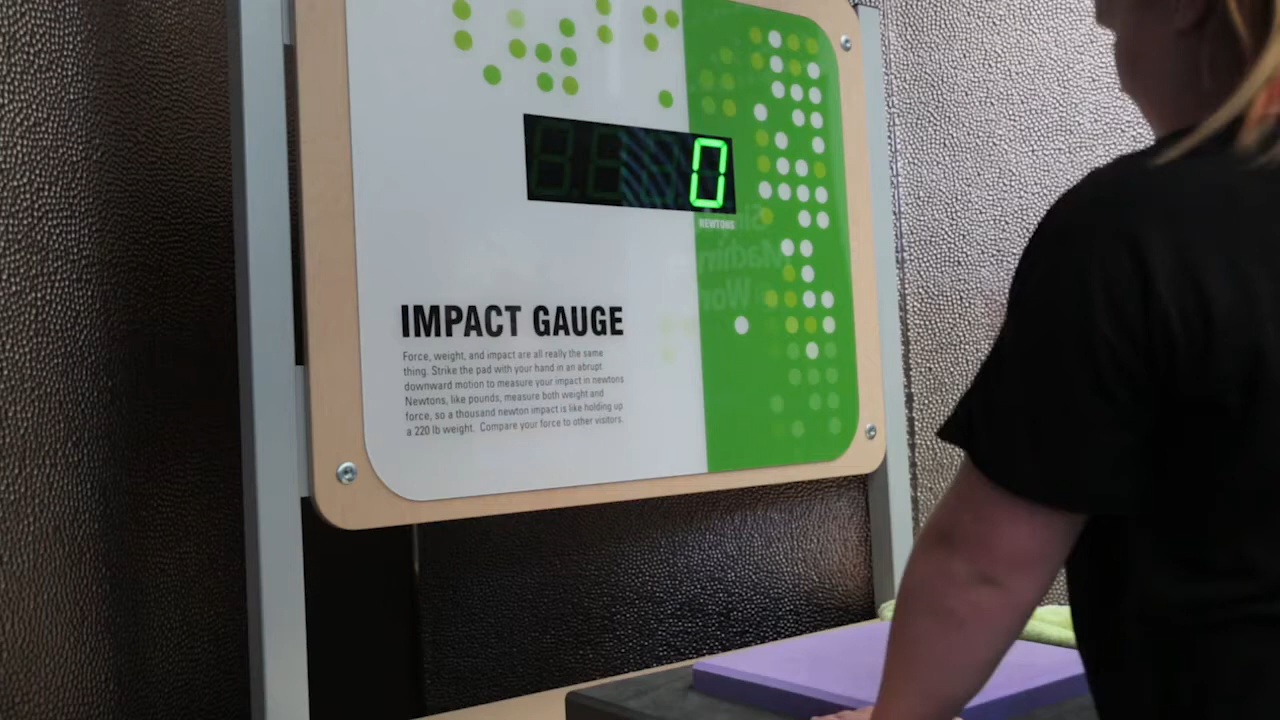 0
NEWTONS
IMPACT GAUGE
Force, weight, and impact are all really the same
thing. Strike the pad with your hand in an abrupt
downward motion to measure your impact in newtons
Newtons, like pounds, measure both weight and
force, so a thousand newton impact is like holding up
a 220 lb weight. Compare your force to other visitors.